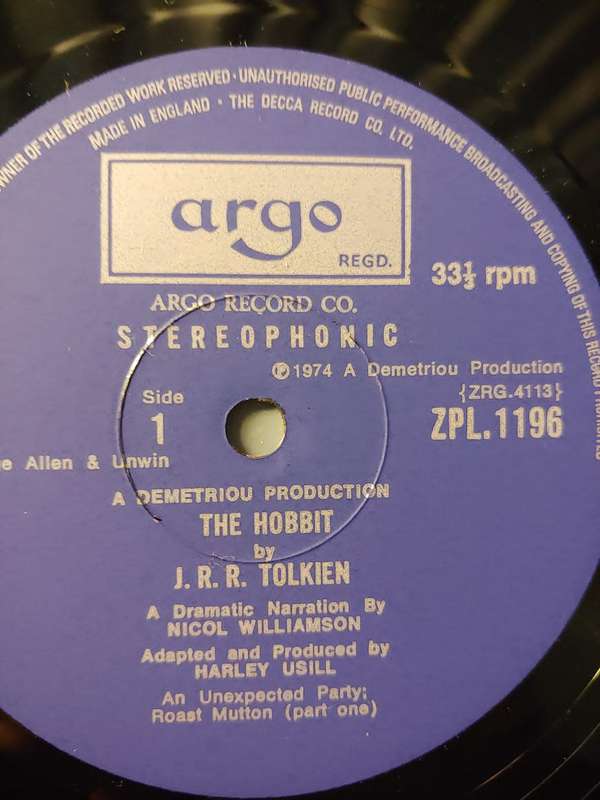 OWNER OF THE RECORDED WORK RESERVED · UNAUTHORISED PUBLIC PERFORMANCE BROADCASTING AND COPYING OF THIS RECORD PROHIBITED
MADE IN ENGLAND · THE DECCA RECORD CO. LTD.
argo
REGD.
33⅓ rpm
ARGO RECORD CO.
STEREOPHONIC
℗1974 A Demetriou Production
Side
{ZRG.4113}
1
ZPL.1196
Allen & Unwin
A DEMETRIOU PRODUCTION
THE HOBBIT
by
J. R. R. TOLKIEN
A Dramatic Narration By
NICOL WILLIAMSON
Adapted and Produced by
HARLEY USILL
An Unexpected Party;
Roast Mutton (part one)